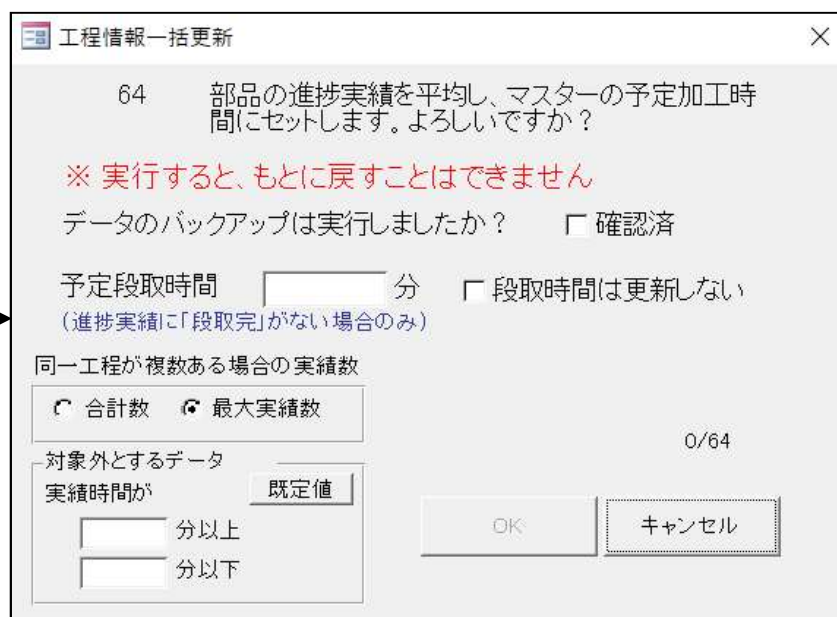 工程情報一括更新
64 部品の進捗実績を平均し、マスターの予定加工時
間にセットします。よろしいですか？
※ 実行すると、もとに戻すことはできません
データのバックアップは実行しましたか？ 確認済
予定段取時間 分 段取時間は更新しない
(進捗実績に「段取完」がない場合のみ)
同一工程が複数ある場合の実績数
合計数 最大実績数
0/64
対象外とするデータ
実績時間が 既定値
分以上
OK キャンセル
分以下